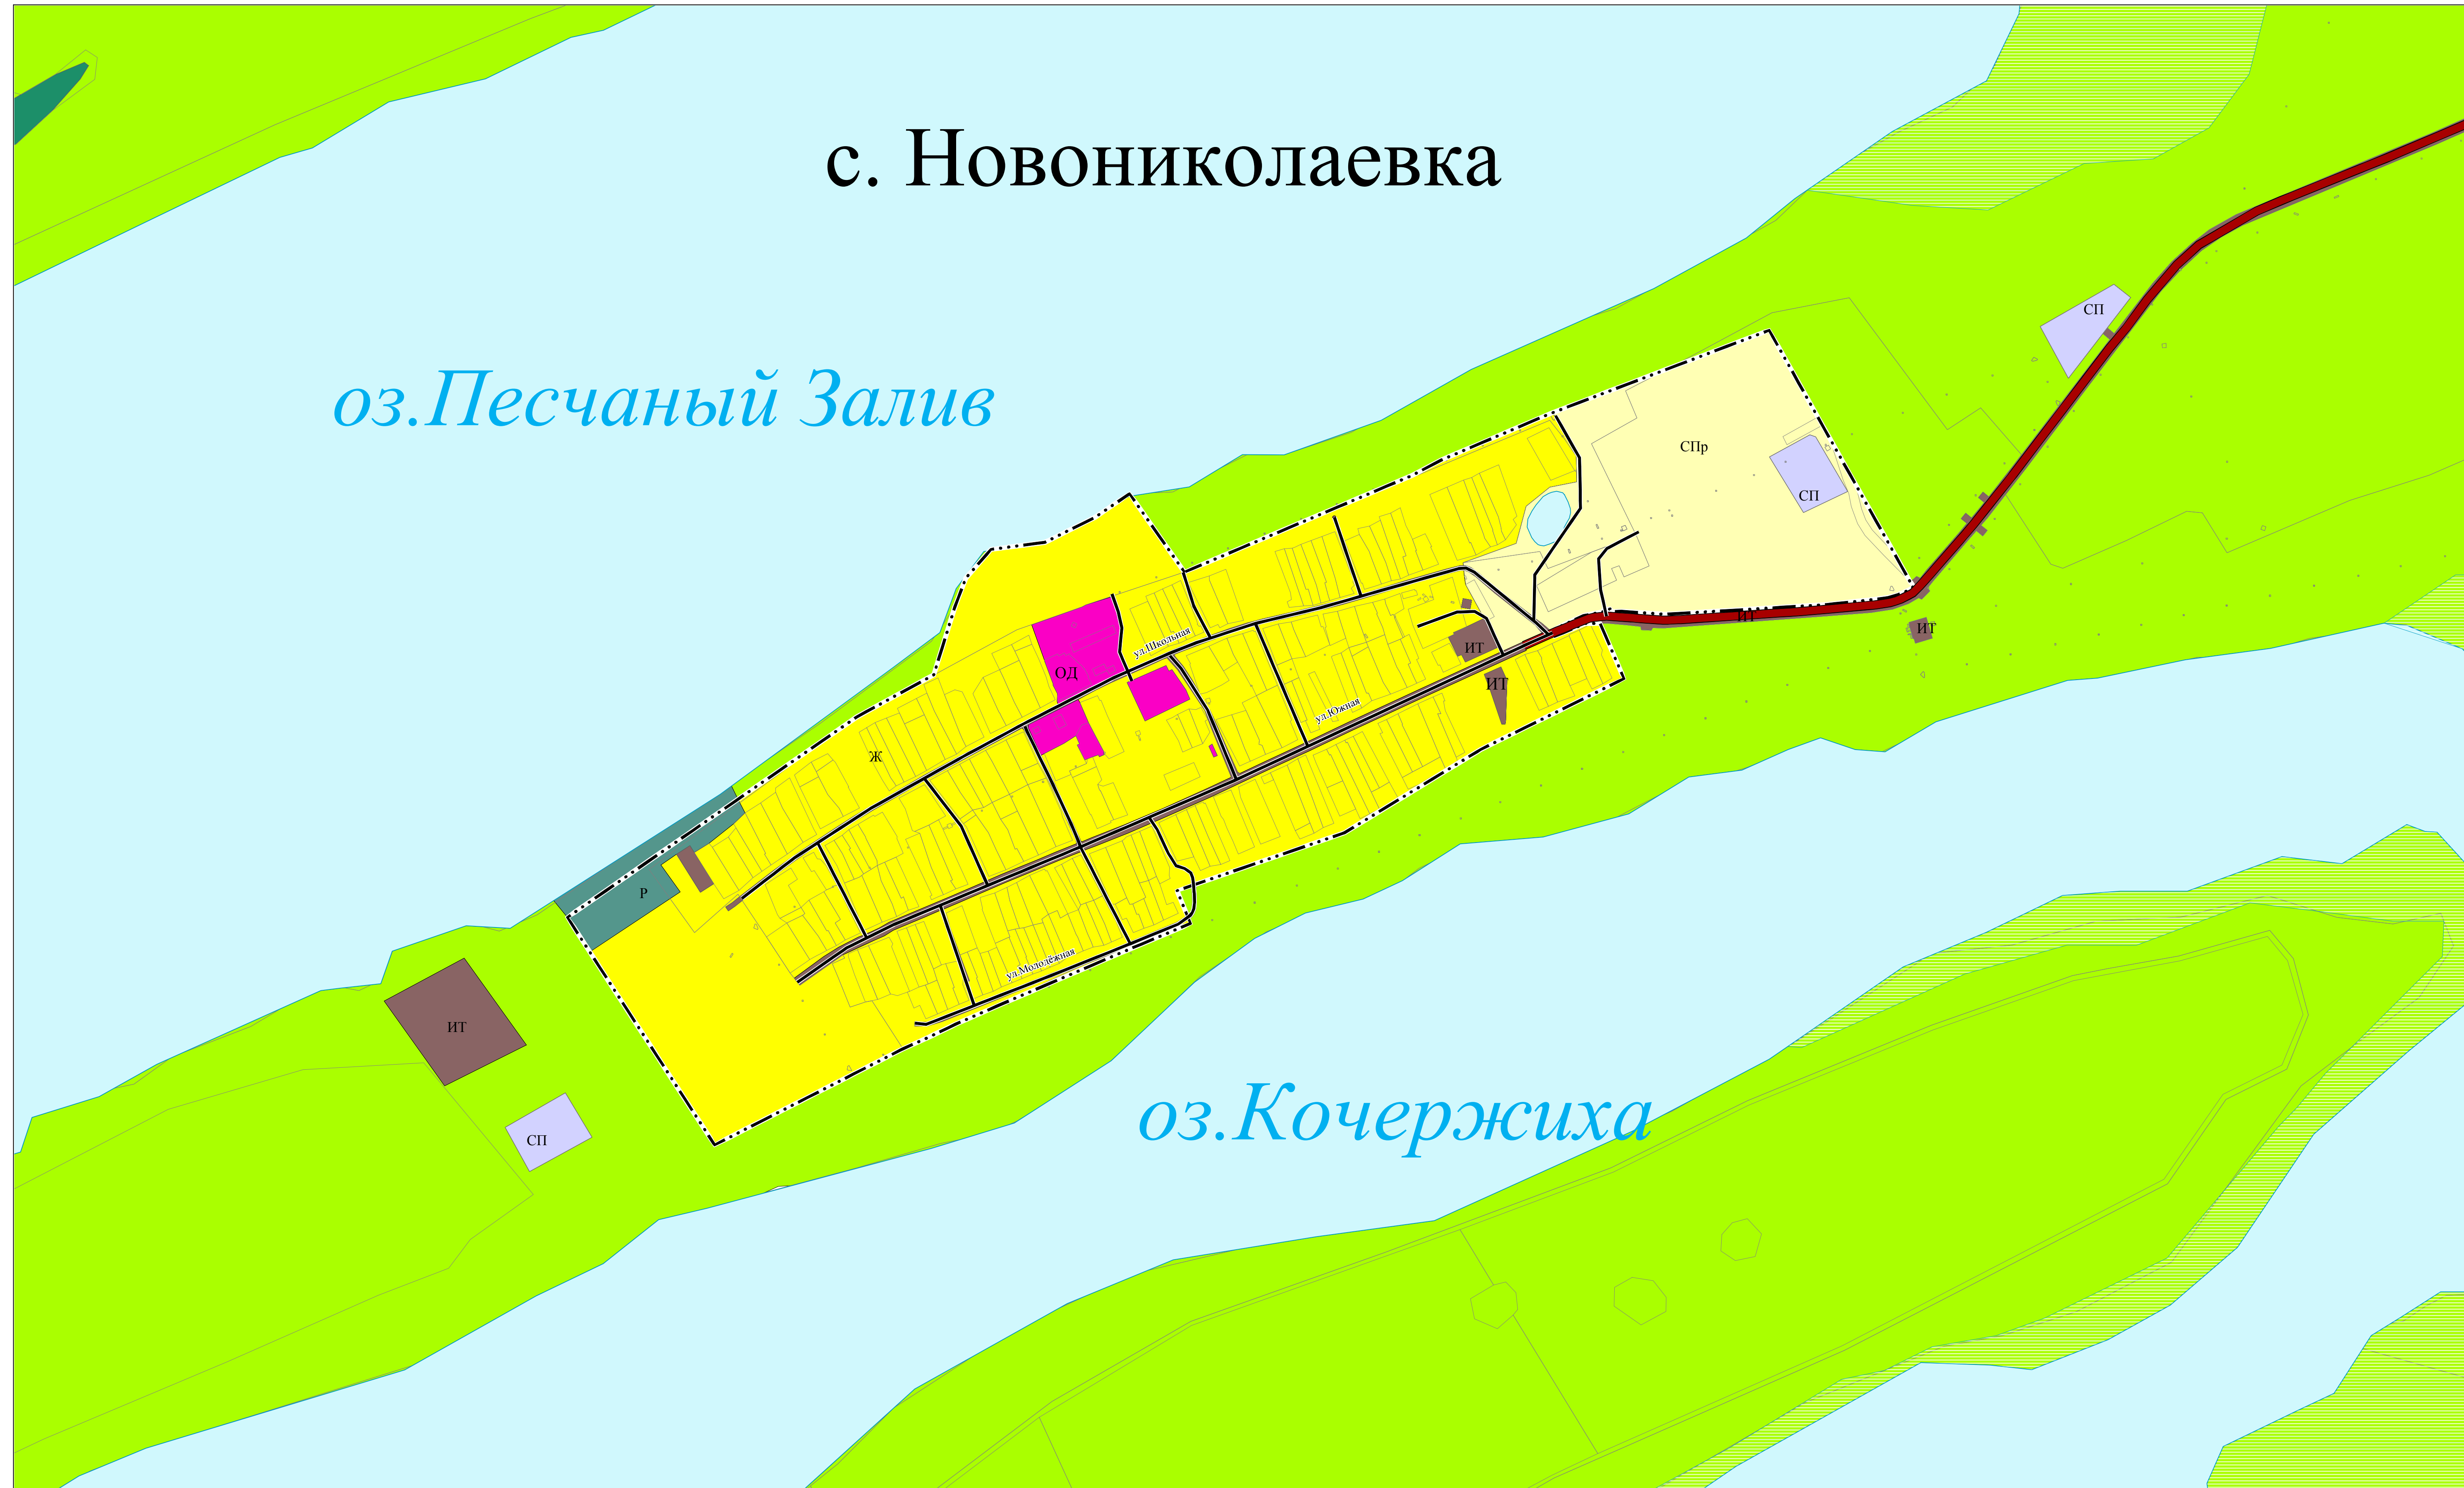 с. Новониколаевка
СП
оз.Песчаный Залив
СПр
СП
ИТ
ул.Школьная
ИТ
ОД
ИТ
ул.Южная
Ж
Р
ул.Молодёжная
ИТ
оз.Кочержиха
СП